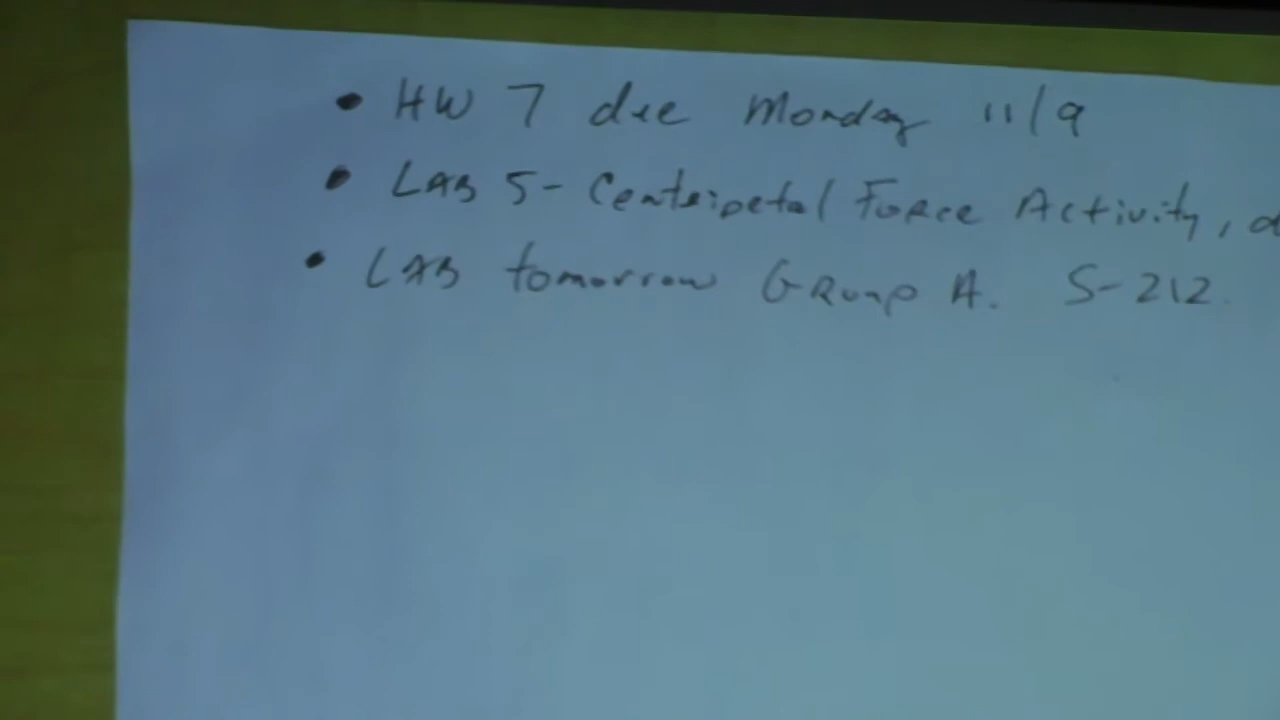 • HW 7 due Monday 11/9
• LAB 5 - Centripetal Force Activity,
• LAB tomorrow Group A. S-212.